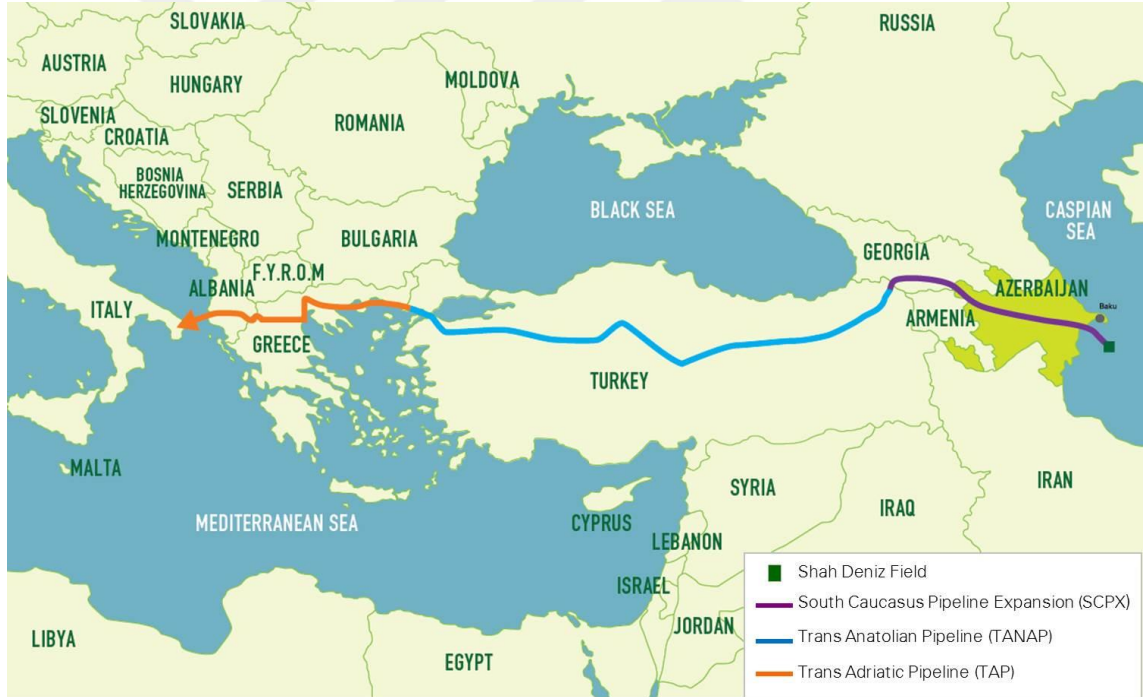 SLOVAKIA
RUSSIA
AUSTRIA
HUNGARY
MOLDOVA
SLOVENIA
CROATIA
ROMANIA
BOSNIA
HERZEGOVINA
SERBIA
BLACK SEA
CASPIAN
SEA
MONTENEGRO
BULGARIA
GEORGIA
F.Y.R.O.M
ALBANIA
AZERBAIJAN
Baku
ITALY
ARMENIA
GREECE
TURKEY
MALTA
SYRIA
IRAN
IRAQ
MEDITERRANEAN SEA
CYPRUS
LEBANON
ISRAEL
JORDAN
LIBYA
EGYPT
Shah Deniz Field
South Caucasus Pipeline Expansion (SCPX)
Trans Anatolian Pipeline (TANAP)
Trans Adriatic Pipeline (TAP)